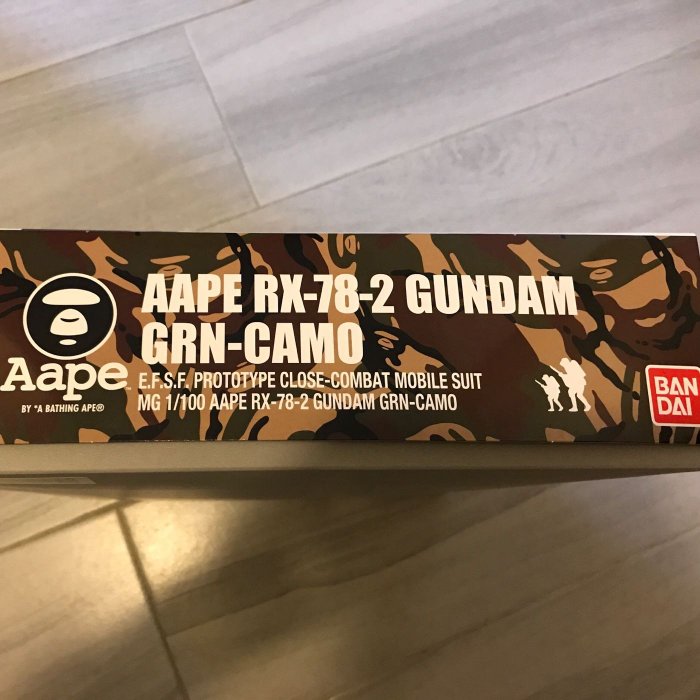 AAPE RX-78-2 GUNDAM
GRN-CAMO
E.F.S.F. PROTOTYPE CLOSE-COMBAT MOBILE SUIT
MG 1/100 AAPE RX-78-2 GUNDAM GRN-CAMO
Aape™
BY *A BATHING APE®
BAN
DAI